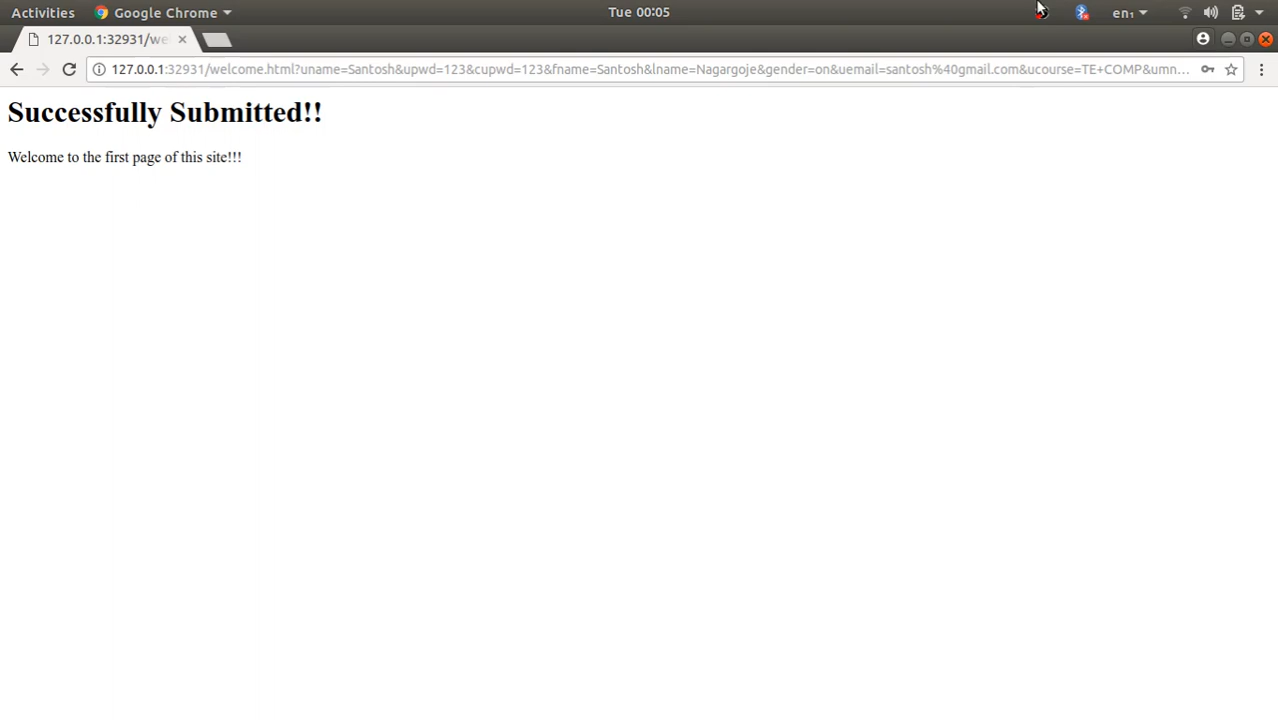 Activities Google Chrome Tue 00:05 en₁
127.0.0.1:32931/we
127.0.0.1:32931/welcome.html?uname=Santosh&upwd=123&cupwd=123&fname=Santosh&lname=Nagargoje&gender=on&uemail=santosh%40gmail.com&ucourse=TE+COMP&umn...
Successfully Submitted!!
Welcome to the first page of this site!!!